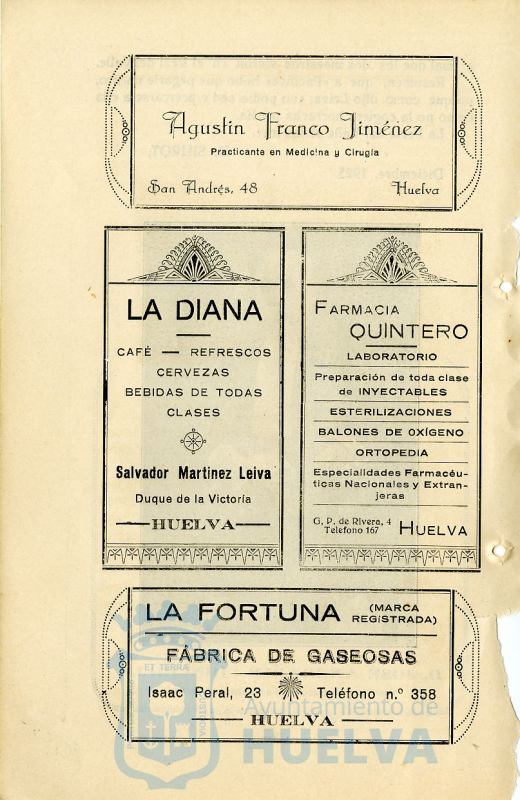 Agustín Franco Jiménez
Practicante en Medicina y Cirugía
San Andrés, 48 Huelva
LA DIANA
CAFÉ — REFRESCOS
CERVEZAS
BEBIDAS DE TODAS
CLASES
Salvador Martinez Leiva
Duque de la Victoria
HUELVA
FARMACIA
QUINTERO
LABORATORIO
Preparación de toda clase
de INYECTABLES
ESTERILIZACIONES
BALONES DE OXÍGENO
ORTOPEDIA
Especialidades Farmacéu-
ticas Nacionales y Extran-
jeras
G. P. de Rivera, 4
Teléfono 167
HUELVA
LA FORTUNA (MARCA
REGISTRADA)
FÁBRICA DE GASEOSAS
Isaac Peral, 23 Teléfono n.º 358
HUELVA
ET TERRÆ
Ayuntamiento de
HUELVA